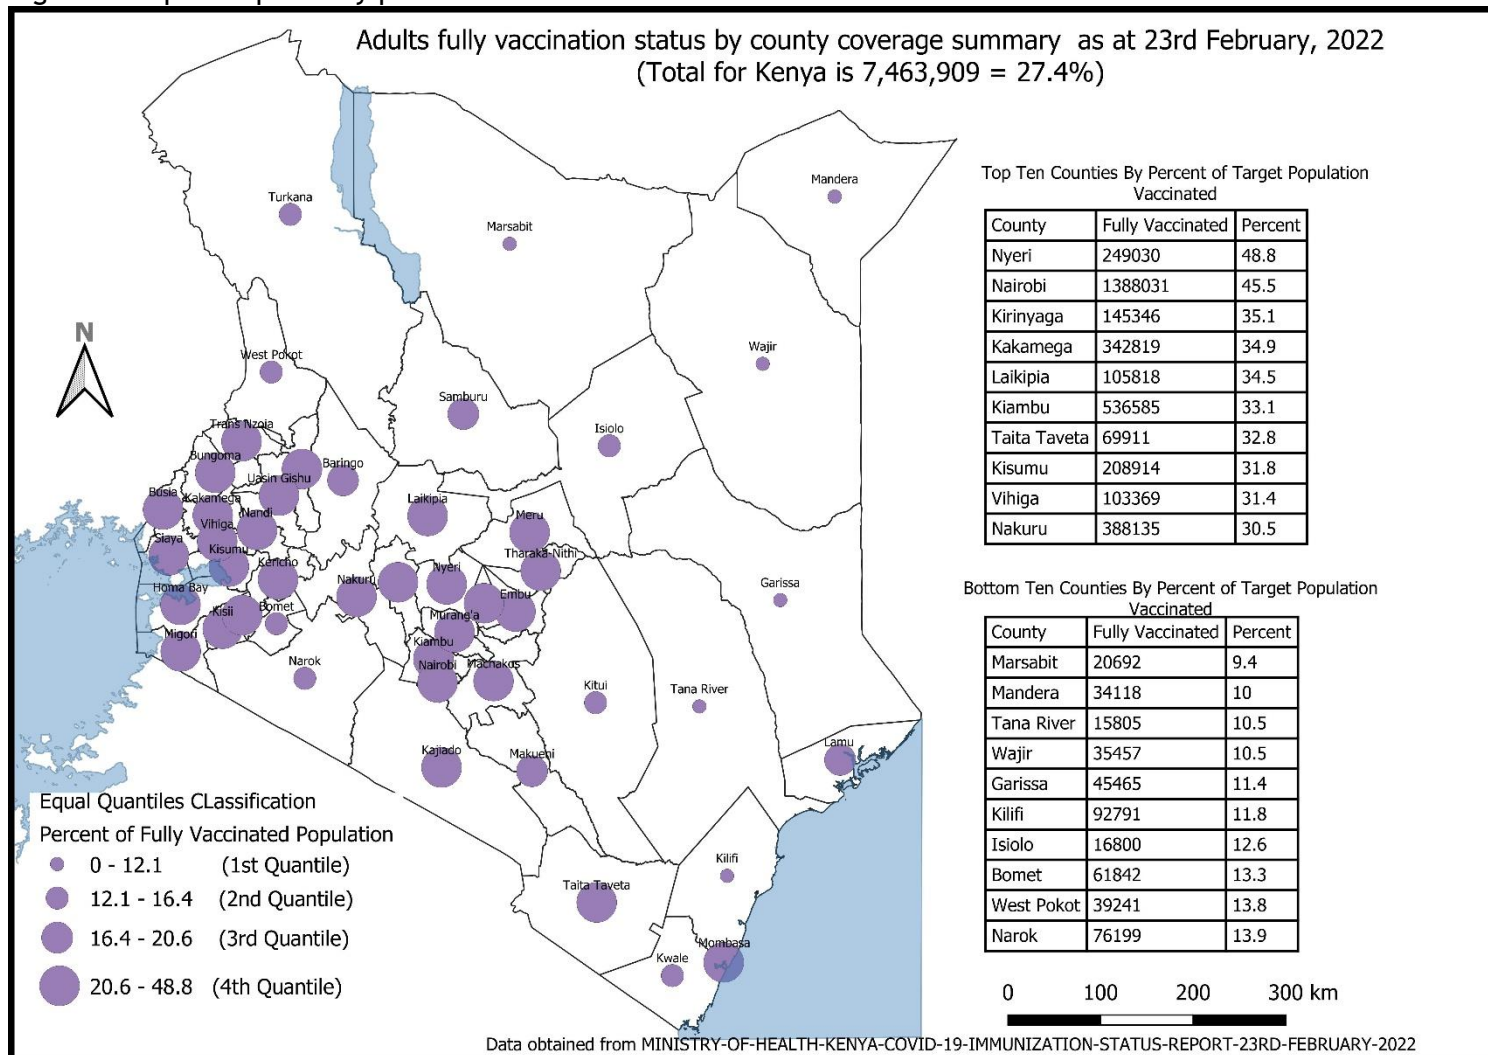 Adults fully vaccination status by county coverage summary as at 23rd February, 2022
(Total for Kenya is 7,463,909 = 27.4%)
Turkana
Marsabit
Mandera
N
West Pokot
Samburu
Wajir
Isiolo
Trans Nzoia
Bungoma
Uasin Gishu
Baringo
Busia
Kakamega
Laikipia
Vihiga
Nandi
Meru
Siaya
Kisumu
Kericho
Tharaka-Nithi
Homa Bay
Nakuru
Nyeri
Embu
Garissa
Kisii
Bomet
Murang'a
Migori
Kiambu
Narok
Nairobi
Machakos
Kitui
Tana River
Kajiado
Makueni
Lamu
Kilifi
Taita Taveta
Kwale
Mombasa
Top Ten Counties By Percent of Target Population
Vaccinated
County Fully Vaccinated Percent
Nyeri 249030 48.8
Nairobi 1388031 45.5
Kirinyaga 145346 35.1
Kakamega 342819 34.9
Laikipia 105818 34.5
Kiambu 536585 33.1
Taita Taveta 69911 32.8
Kisumu 208914 31.8
Vihiga 103369 31.4
Nakuru 388135 30.5
Bottom Ten Counties By Percent of Target Population
Vaccinated
County Fully Vaccinated Percent
Marsabit 20692 9.4
Mandera 34118 10
Tana River 15805 10.5
Wajir 35457 10.5
Garissa 45465 11.4
Kilifi 92791 11.8
Isiolo 16800 12.6
Bomet 61842 13.3
West Pokot 39241 13.8
Narok 76199 13.9
Equal Quantiles CLassification
Percent of Fully Vaccinated Population
0 - 12.1 (1st Quantile)
12.1 - 16.4 (2nd Quantile)
16.4 - 20.6 (3rd Quantile)
20.6 - 48.8 (4th Quantile)
0 100 200 300 km
Data obtained from MINISTRY-OF-HEALTH-KENYA-COVID-19-IMMUNIZATION-STATUS-REPORT-23RD-FEBRUARY-2022